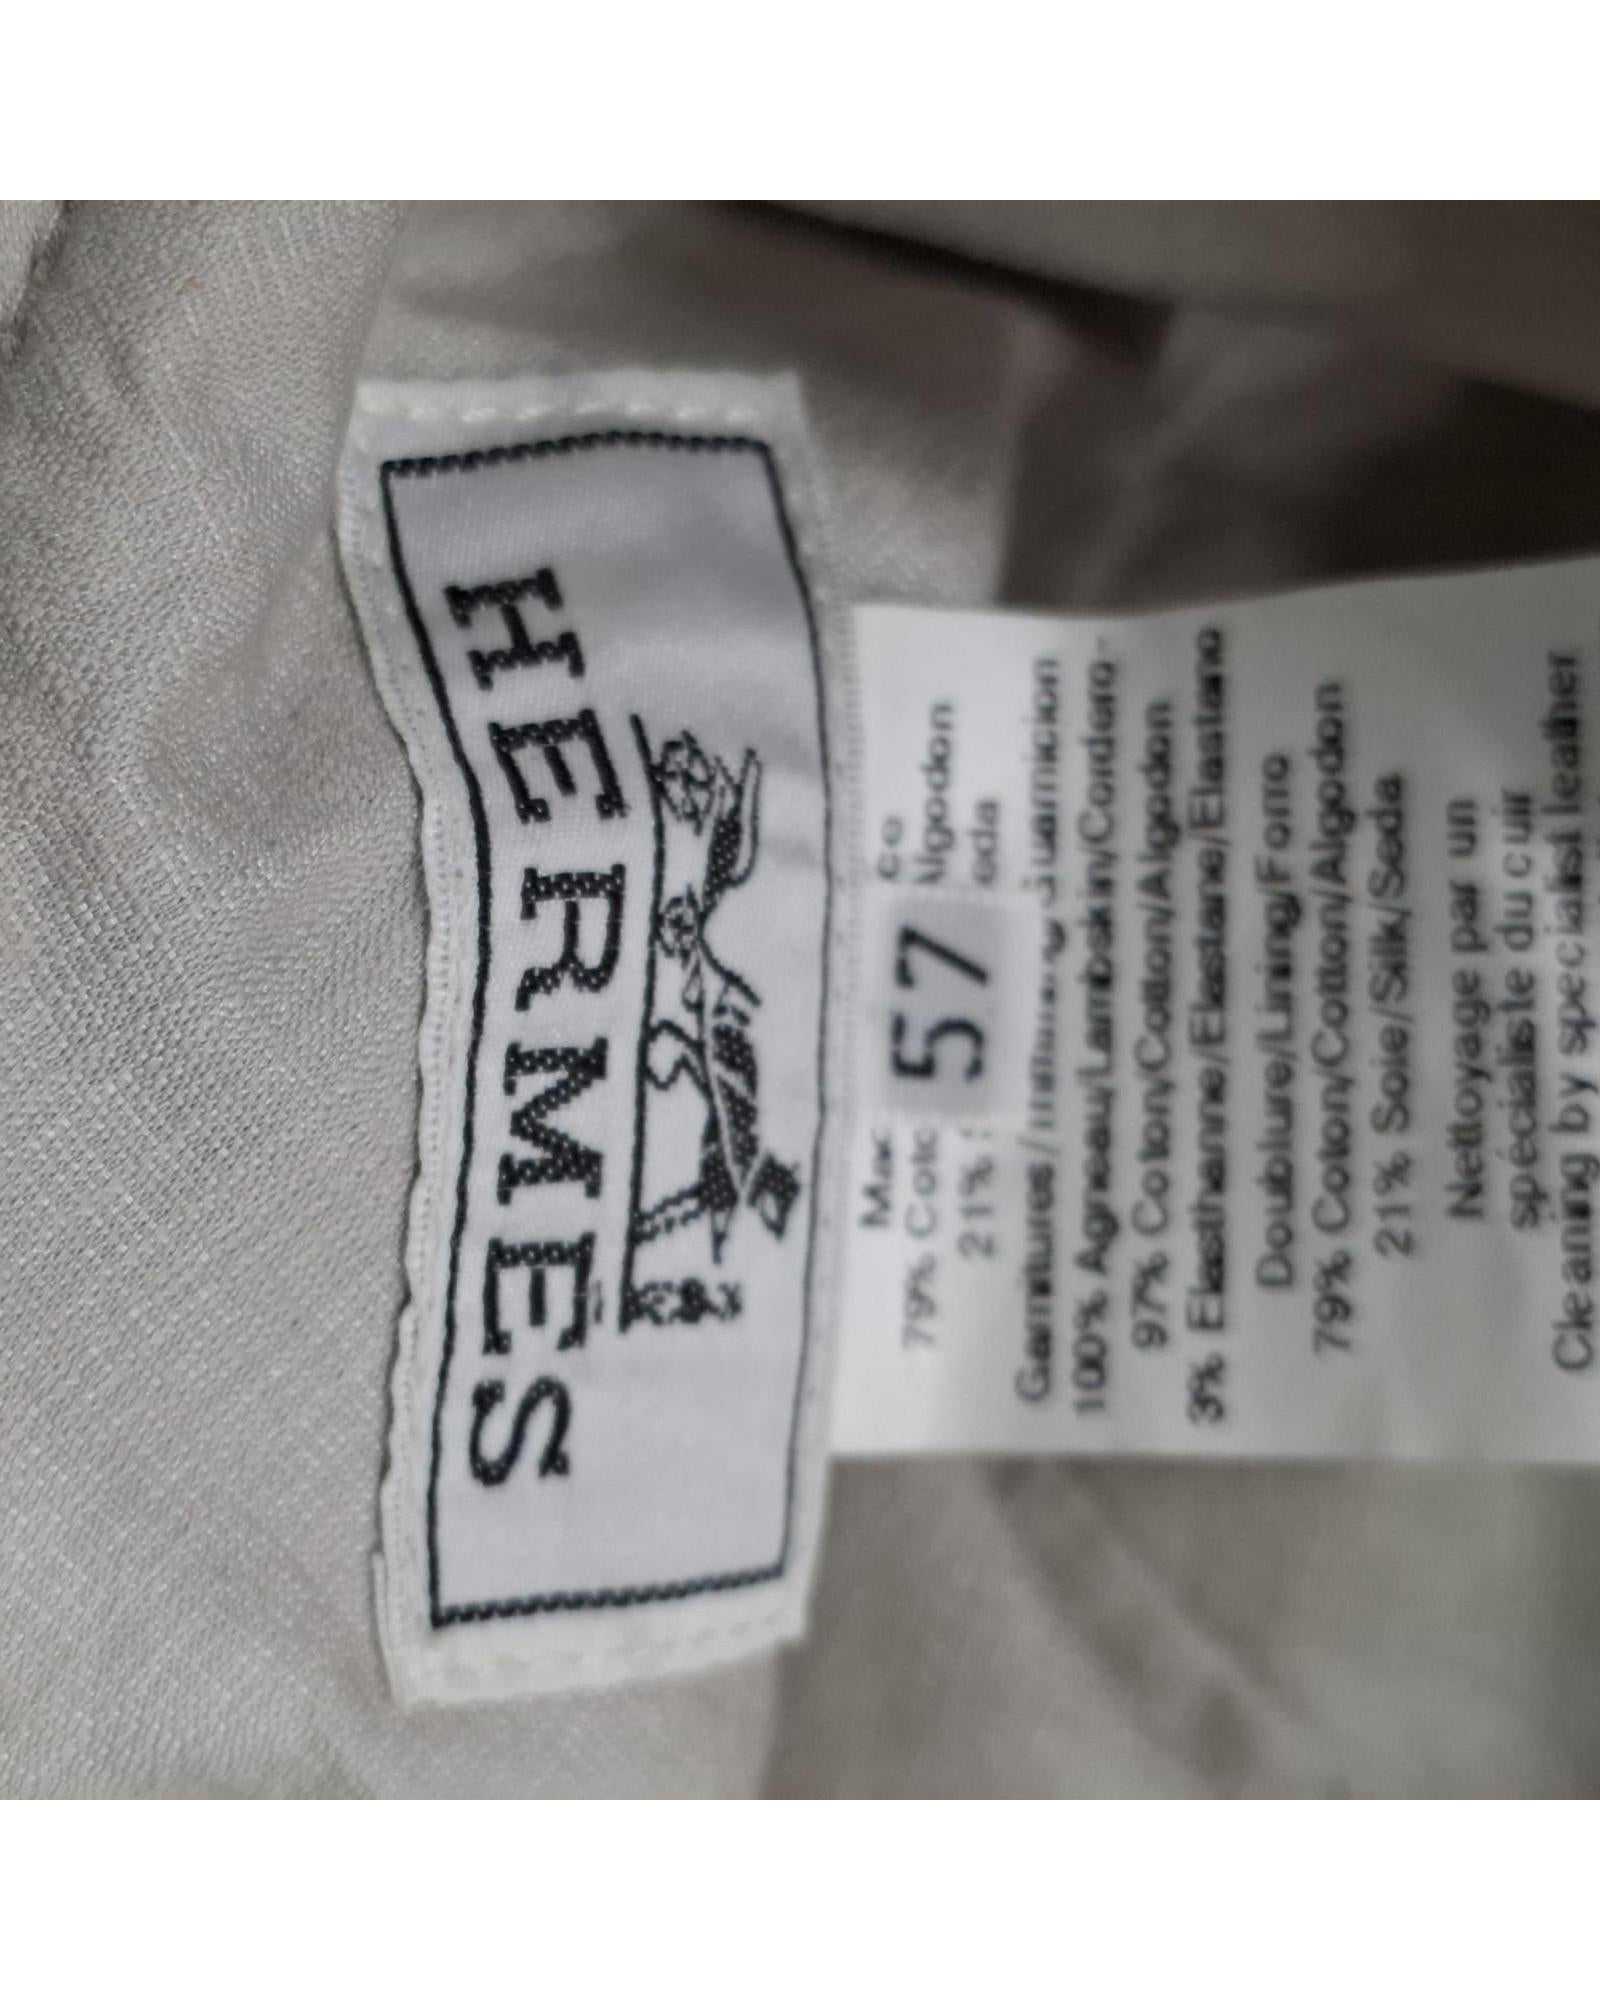 HERMÈS
57
79% Coto
Algodon
21%
100% Agneau/Lambskin/Cordero-
97% Coton/Cotton/Algodon
3% Elasthanne/Elastane/Elastano
Doublure/Lining/Forro
79% Coton/Cotton/Algodon
21% Soie/Silk/Seda
Nettoyage par un
spécialiste du cuir
Cleaning by specialist leather